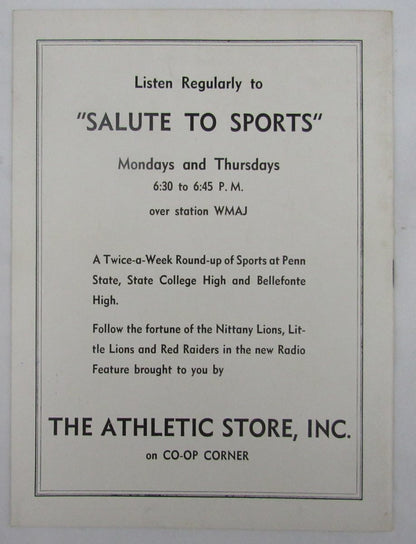 Listen Regularly to
"SALUTE TO SPORTS"
Mondays and Thursdays
6:30 to 6:45 P. M.
over station WMAJ
A Twice-a-Week Round-up of Sports at Penn
State, State College High and Bellefonte
High.
Follow the fortune of the Nittany Lions, Lit-
tle Lions and Red Raiders in the new Radio
Feature brought to you by
THE ATHLETIC STORE, INC.
on CO-OP CORNER